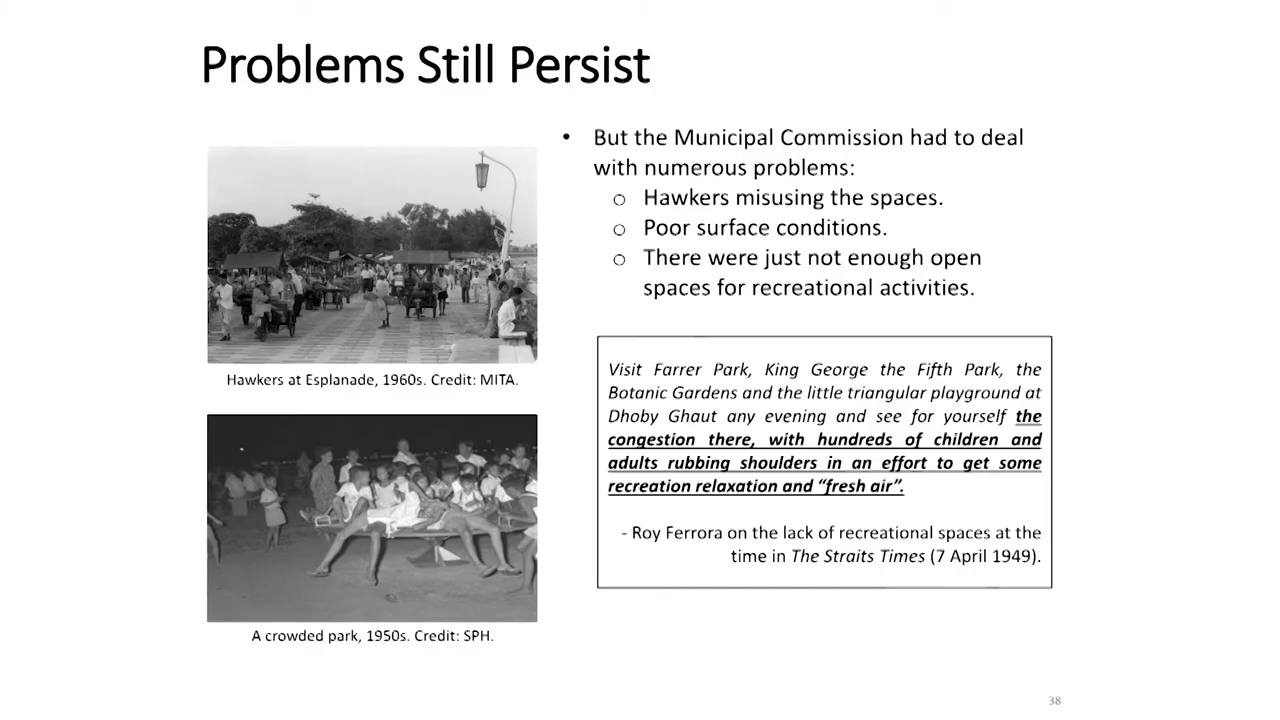 Problems Still Persist
• But the Municipal Commission had to deal
with numerous problems:
o Hawkers misusing the spaces.
o Poor surface conditions.
o There were just not enough open
spaces for recreational activities.
Hawkers at Esplanade, 1960s. Credit: MITA.
A crowded park, 1950s. Credit: SPH.
Visit Farrer Park, King George the Fifth Park, the
Botanic Gardens and the little triangular playground at
Dhoby Ghaut any evening and see for yourself the
congestion there, with hundreds of children and
adults rubbing shoulders in an effort to get some
recreation relaxation and “fresh air”.
- Roy Ferrora on the lack of recreational spaces at the
time in The Straits Times (7 April 1949).
38